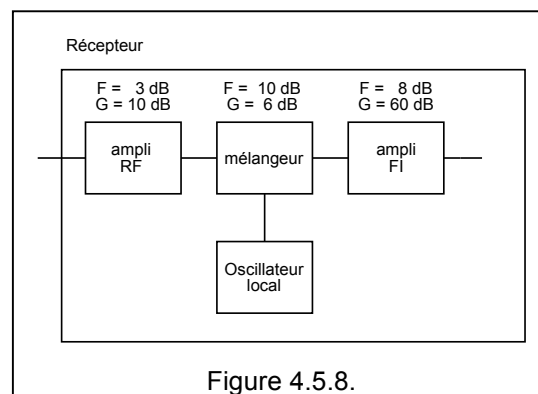 Récepteur
F = 3 dB F = 10 dB F = 8 dB
G = 10 dB G = 6 dB G = 60 dB
ampli
RF
mélangeur
ampli
FI
Oscillateur
local
Figure 4.5.8.